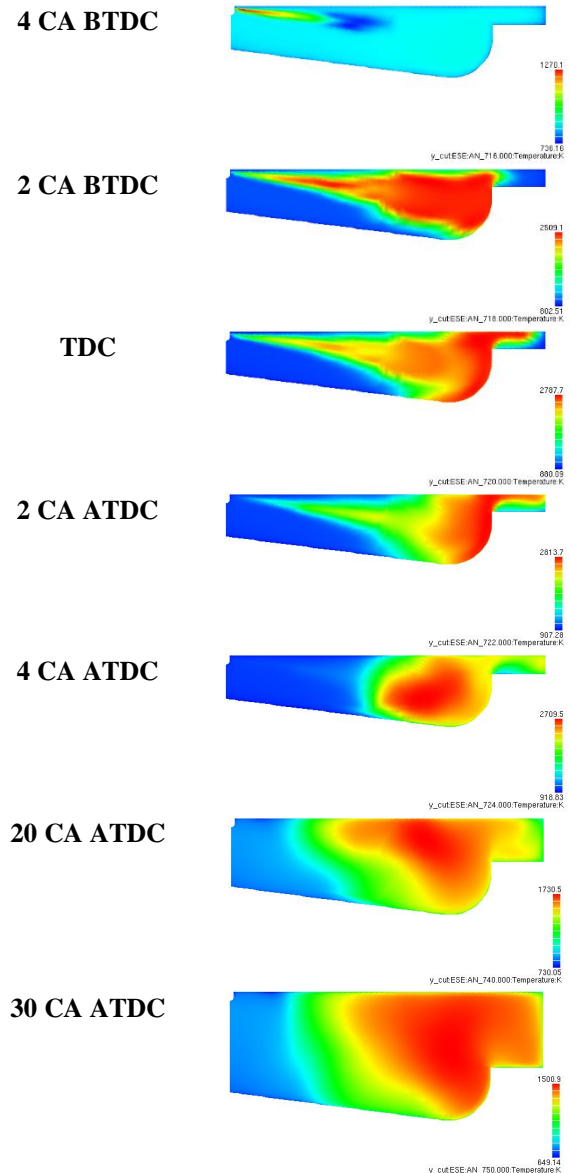 4 CA BTDC
1270.1
736.16
y_cut:ESE:AN_716.000:Temperature:K
2 CA BTDC
2509.1
802.51
y_cut:ESE:AN_718.000:Temperature:K
TDC
2787.7
880.09
y_cut:ESE:AN_720.000:Temperature:K
2 CA ATDC
2813.7
907.28
y_cut:ESE:AN_722.000:Temperature:K
4 CA ATDC
2709.5
918.83
y_cut:ESE:AN_724.000:Temperature:K
20 CA ATDC
1730.5
730.05
y_cut:ESE:AN_740.000:Temperature:K
30 CA ATDC
1500.9
649.14
y_cut:ESE:AN_750.000:Temperature:K